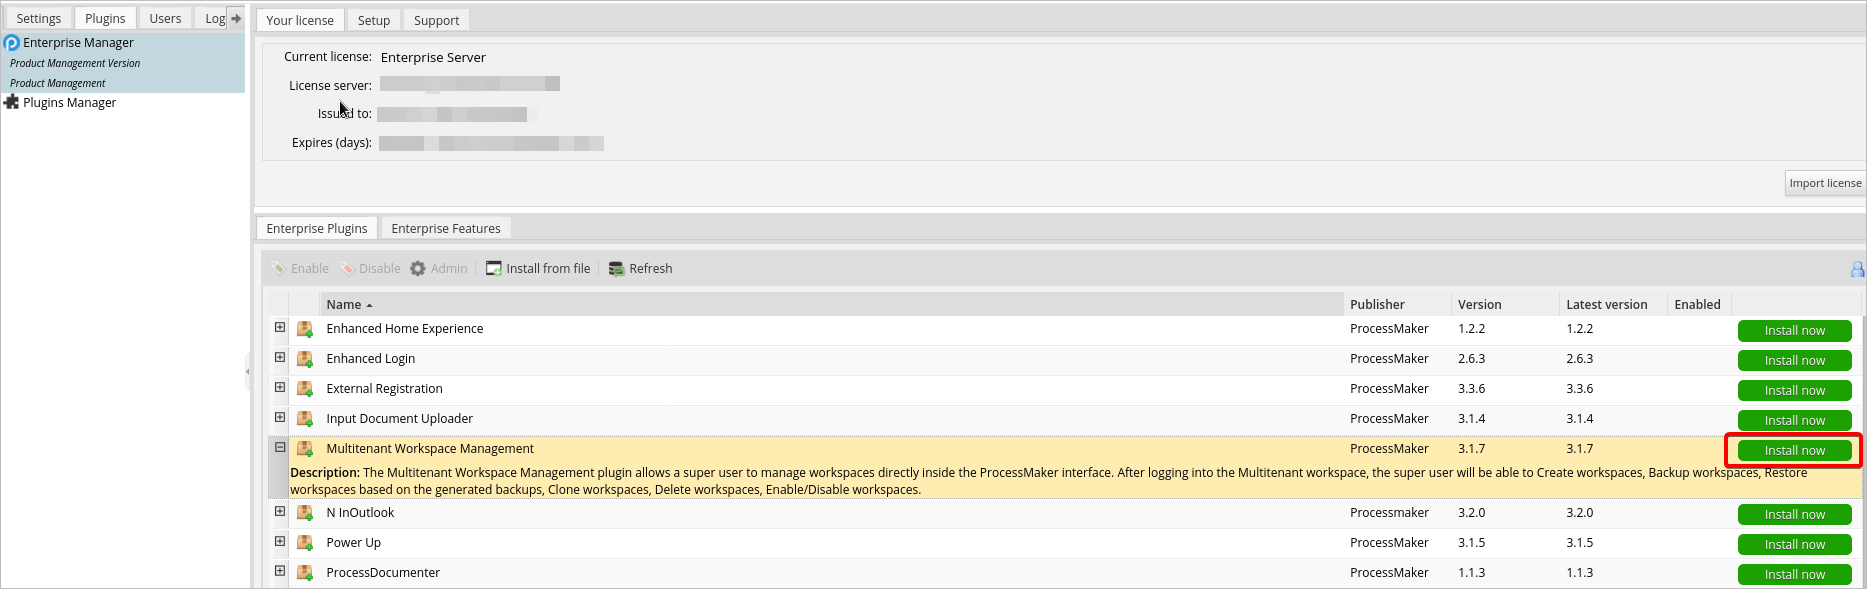 Settings Plugins Users Log
Enterprise Manager
Product Management Version
Product Management
Plugins Manager
Your license Setup Support
Current license: Enterprise Server
License server:
Issued to:
Expires (days):
Import license
Enterprise Plugins Enterprise Features
Enable Disable Admin Install from file Refresh
Name Publisher Version Latest version Enabled
Enhanced Home Experience ProcessMaker 1.2.2 1.2.2 Install now
Enhanced Login ProcessMaker 2.6.3 2.6.3 Install now
External Registration ProcessMaker 3.3.6 3.3.6 Install now
Input Document Uploader ProcessMaker 3.1.4 3.1.4 Install now
Multitenant Workspace Management ProcessMaker 3.1.7 3.1.7 Install now
Description: The Multitenant Workspace Management plugin allows a super user to manage workspaces directly inside the ProcessMaker interface. After logging into the Multitenant workspace, the super user will be able to Create workspaces, Backup workspaces, Restore
workspaces based on the generated backups, Clone workspaces, Delete workspaces, Enable/Disable workspaces.
N InOutlook Processmaker 3.2.0 3.2.0 Install now
Power Up ProcessMaker 3.1.5 3.1.5 Install now
ProcessDocumenter ProcessMaker 1.1.3 1.1.3 Install now